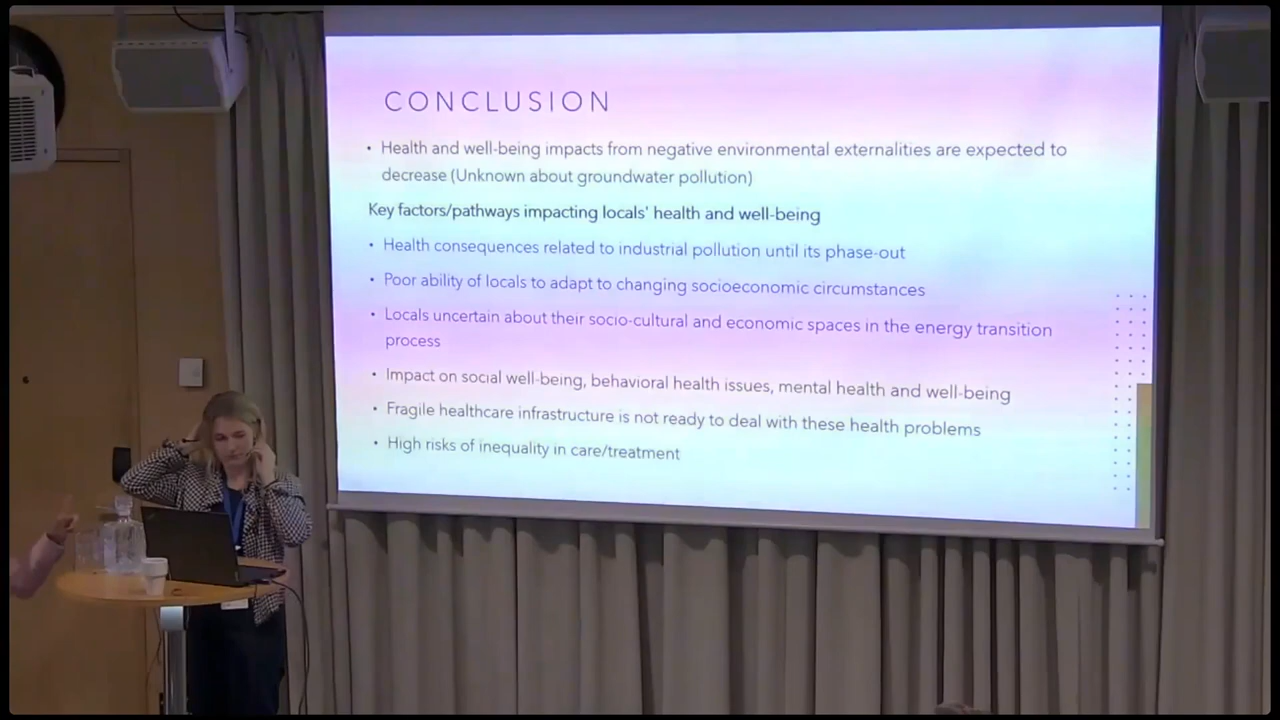 CONCLUSION
• Health and well-being impacts from negative environmental externalities are expected to
decrease (Unknown about groundwater pollution)
Key factors/pathways impacting locals' health and well-being
• Health consequences related to industrial pollution until its phase-out
• Poor ability of locals to adapt to changing socioeconomic circumstances
• Locals uncertain about their socio-cultural and economic spaces in the energy transition
process
• Impact on social well-being, behavioral health issues, mental health and well-being
• Fragile healthcare infrastructure is not ready to deal with these health problems
• High risks of inequality in care/treatment